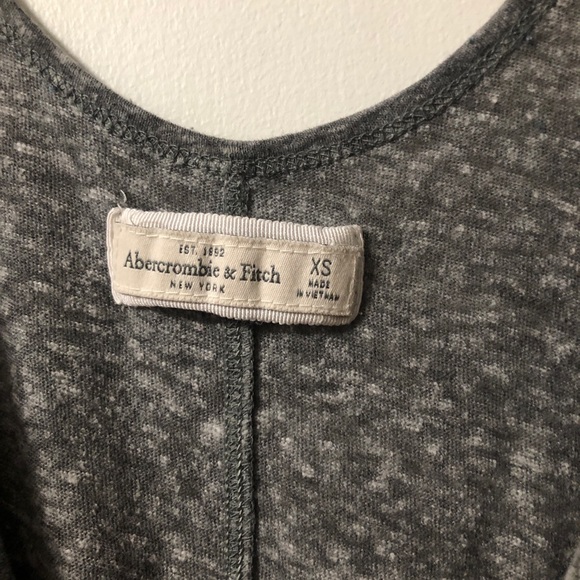 EST. 1892
Abercrombie & Fitch
NEW YORK
XS
MADE
IN VIETNAM